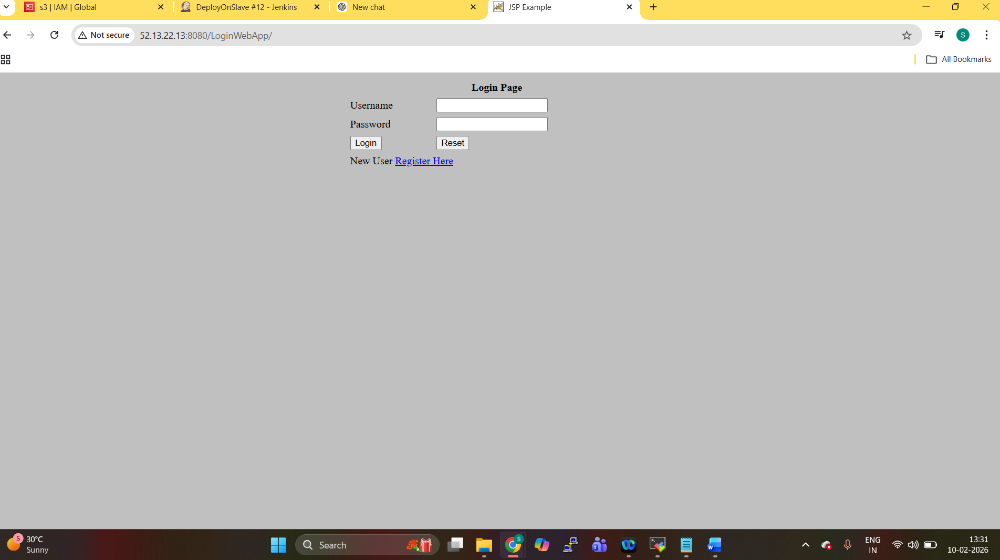 s3 | IAM | Global
DeployOnSlave #12 - Jenkins
New chat
JSP Example
Not secure
52.13.22.13:8080/LoginWebApp/
S
All Bookmarks
Login Page
Username
Password
Login
Reset
New User Register Here
5
30°C
Sunny
Search
S
ENG
IN
13:31
10-02-2026